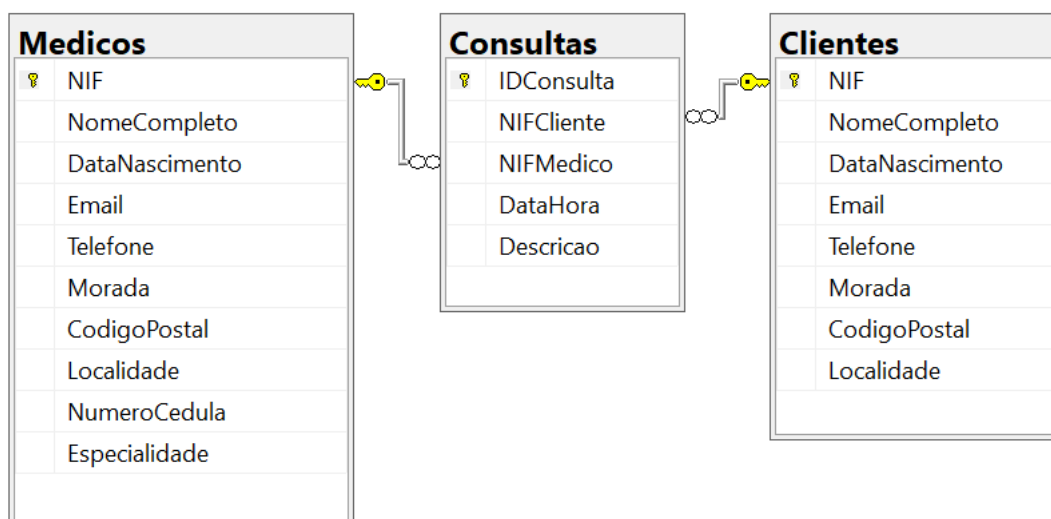 Medicos
NIF
NomeCompleto
DataNascimento
Email
Telefone
Morada
CodigoPostal
Localidade
NumeroCedula
Especialidade
Consultas
IDConsulta
NIFCliente
NIFMedico
DataHora
Descricao
Clientes
NIF
NomeCompleto
DataNascimento
Email
Telefone
Morada
CodigoPostal
Localidade